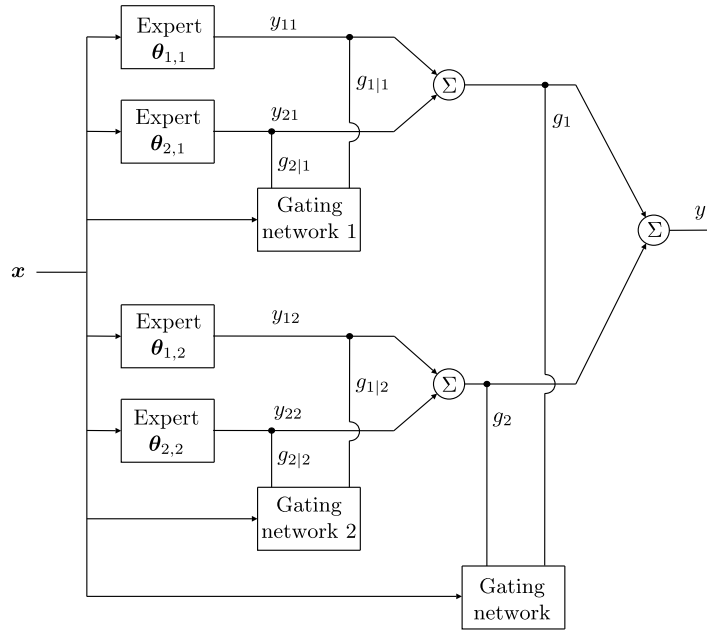 Expert
𝜽₁,₁
y₁₁
g₁|₁
Σ
g₁
Expert
𝜽₂,₁
y₂₁
g₂|₁
Gating
network 1
Σ
y
𝒙
Expert
𝜽₁,₂
y₁₂
g₁|₂
Σ
g₂
Expert
𝜽₂,₂
y₂₂
g₂|₂
Gating
network 2
Gating
network